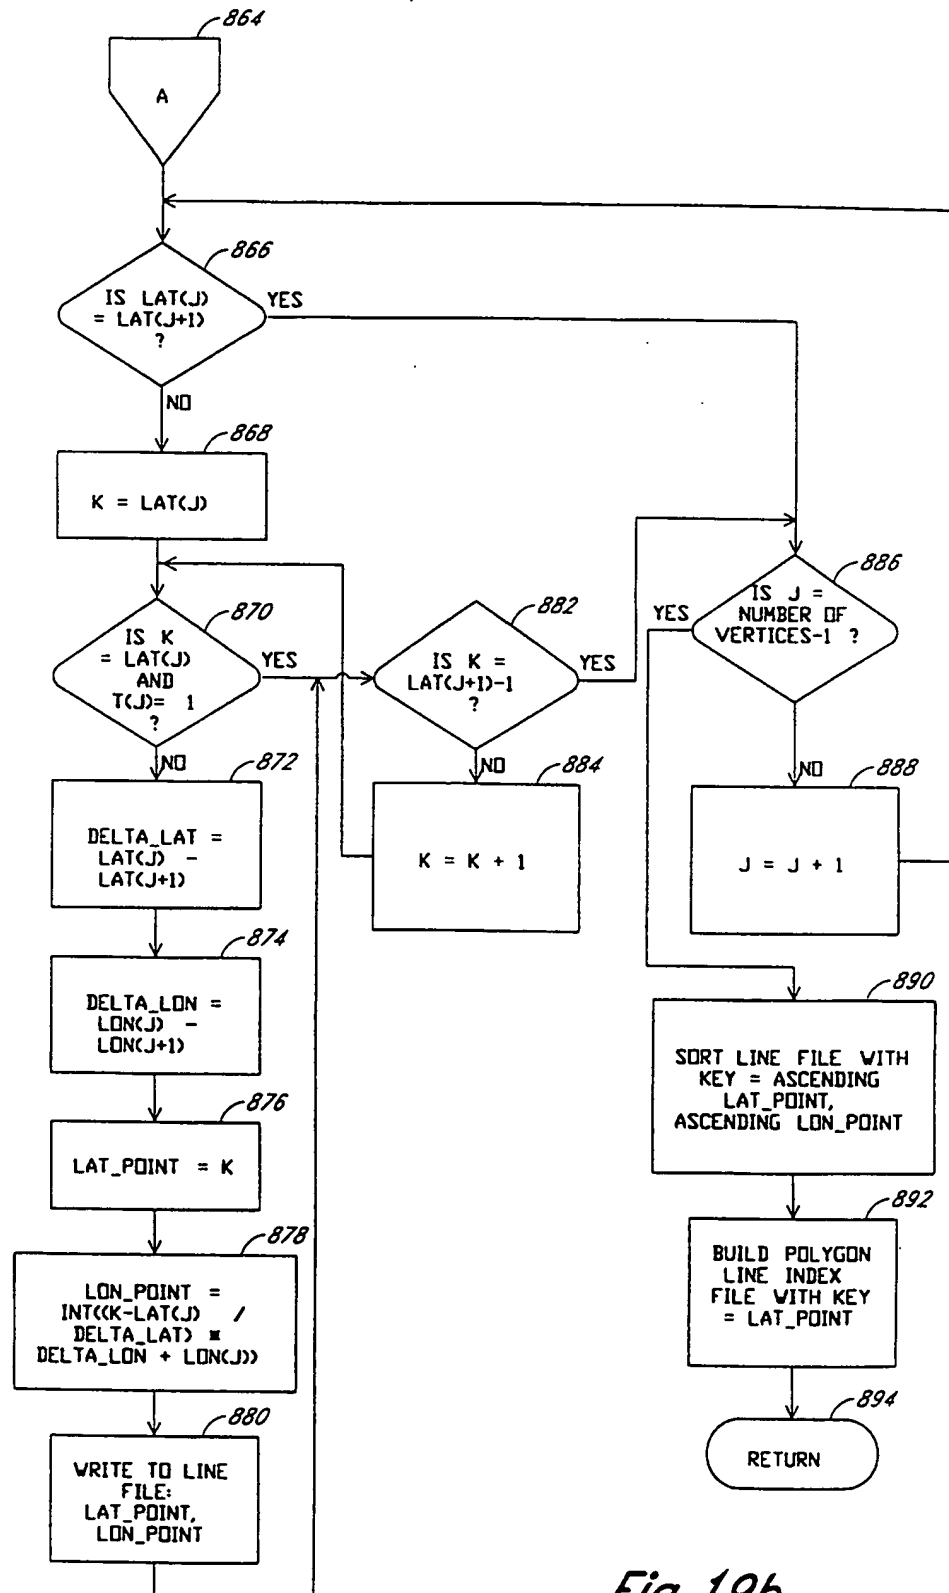 864
A
866
IS LAT(J)
= LAT(J+1)
?
YES
NO
868
K = LAT(J)
870
IS K
= LAT(J)
AND
T(J)= 1
?
YES
NO
872
DELTA_LAT =
LAT(J) -
LAT(J+1)
874
DELTA_LON =
LON(J) -
LON(J+1)
876
LAT_POINT = K
878
LON_POINT =
INT((K-LAT(J) /
DELTA_LAT) *
DELTA_LON + LON(J))
880
WRITE TO LINE
FILE:
LAT_POINT,
LON_POINT
882
IS K =
LAT(J+1)-1
?
YES
NO
884
K = K + 1
886
IS J =
NUMBER OF
VERTICES-1 ?
YES
NO
888
J = J + 1
890
SORT LINE FILE WITH
KEY = ASCENDING
LAT_POINT,
ASCENDING LON_POINT
892
BUILD POLYGON
LINE INDEX
FILE WITH KEY
= LAT_POINT
894
RETURN
Fig. 19b